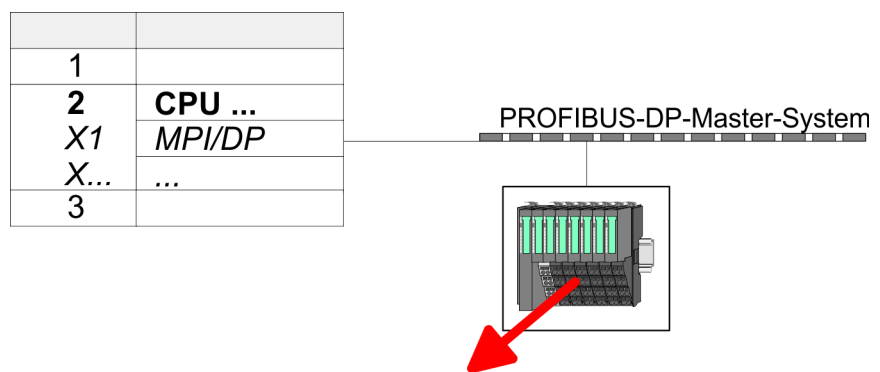 1
2 CPU ...
X1 MPI/DP
X... ...
3
PROFIBUS-DP-Master-System